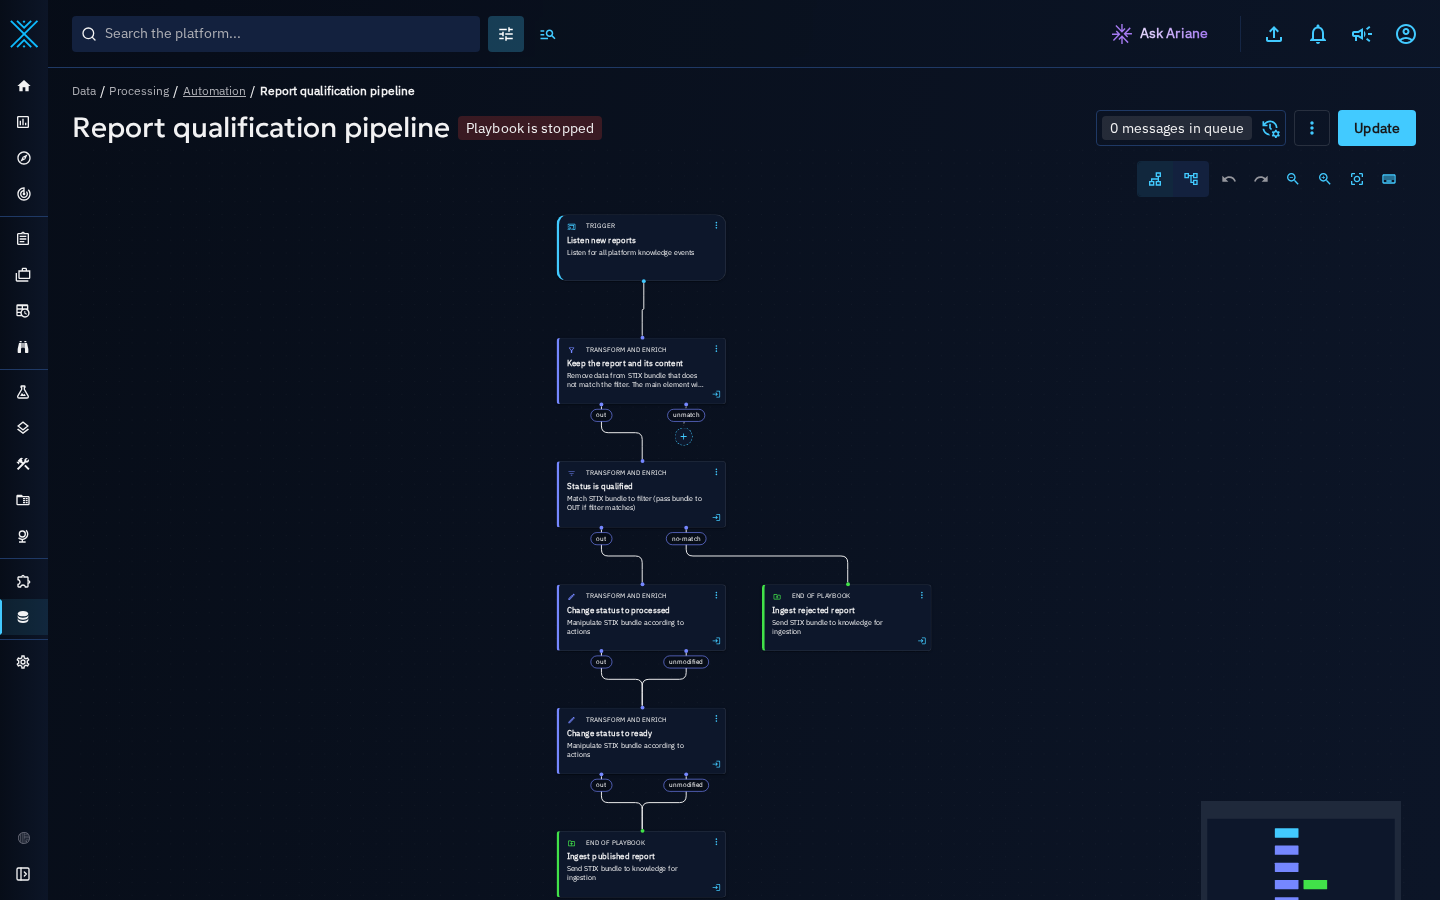 Search the platform...
Ask Ariane
Data / Processing / Automation / Report qualification pipeline
Report qualification pipeline
Playbook is stopped
0 messages in queue
Update
TRIGGER
Listen new reports
Listen for all platform knowledge events
TRANSFORM AND ENRICH
Keep the report and its content
Remove data from STIX bundle that does
not match the filter. The main element wi...
out
unmatch
TRANSFORM AND ENRICH
Status is qualified
Match STIX bundle to filter (pass bundle to
OUT if filter matches)
out
no-match
TRANSFORM AND ENRICH
Change status to processed
Manipulate STIX bundle according to
actions
END OF PLAYBOOK
Ingest rejected report
Send STIX bundle to knowledge for
ingestion
out
unmodified
TRANSFORM AND ENRICH
Change status to ready
Manipulate STIX bundle according to
actions
out
unmodified
END OF PLAYBOOK
Ingest published report
Send STIX bundle to knowledge for
ingestion